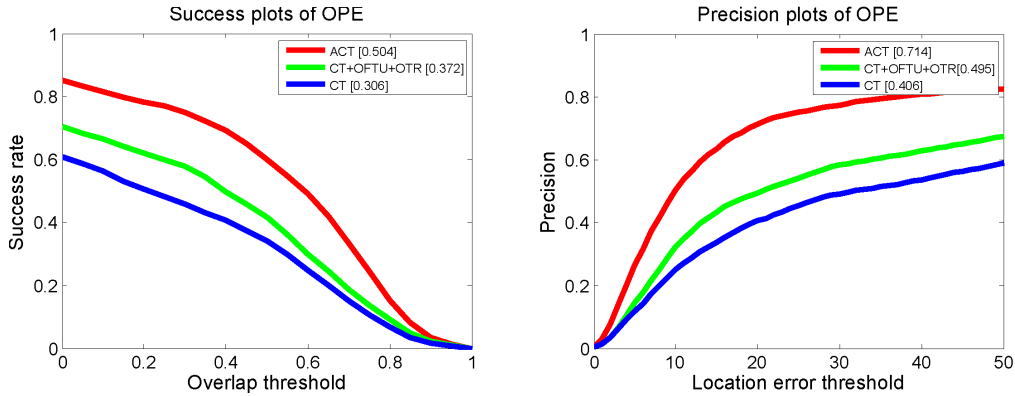 Success plots of OPE
1
0.8
0.6
0.4
0.2
0
Success rate
ACT [0.504]
CT+OFTU+OTR [0.372]
CT [0.306]
0 0.2 0.4 0.6 0.8 1
Overlap threshold
Precision plots of OPE
1
0.8
0.6
0.4
0.2
0
Precision
ACT [0.714]
CT+OFTU+OTR[0.495]
CT [0.406]
0 10 20 30 40 50
Location error threshold